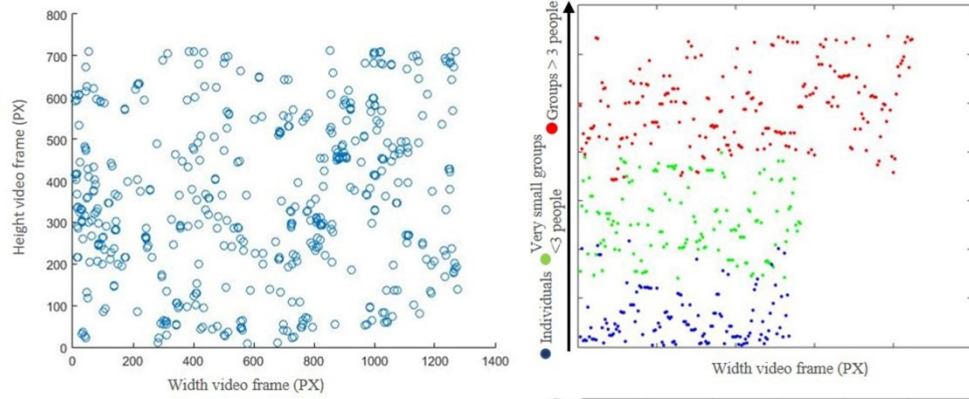 800
700
600
500
400
300
200
100
0
Height video frame (PX)
0 200 400 600 800 1000 1200 1400
Width video frame (PX)
Individuals
Very small groups
<3 people
Groups > 3 people
Width video frame (PX)